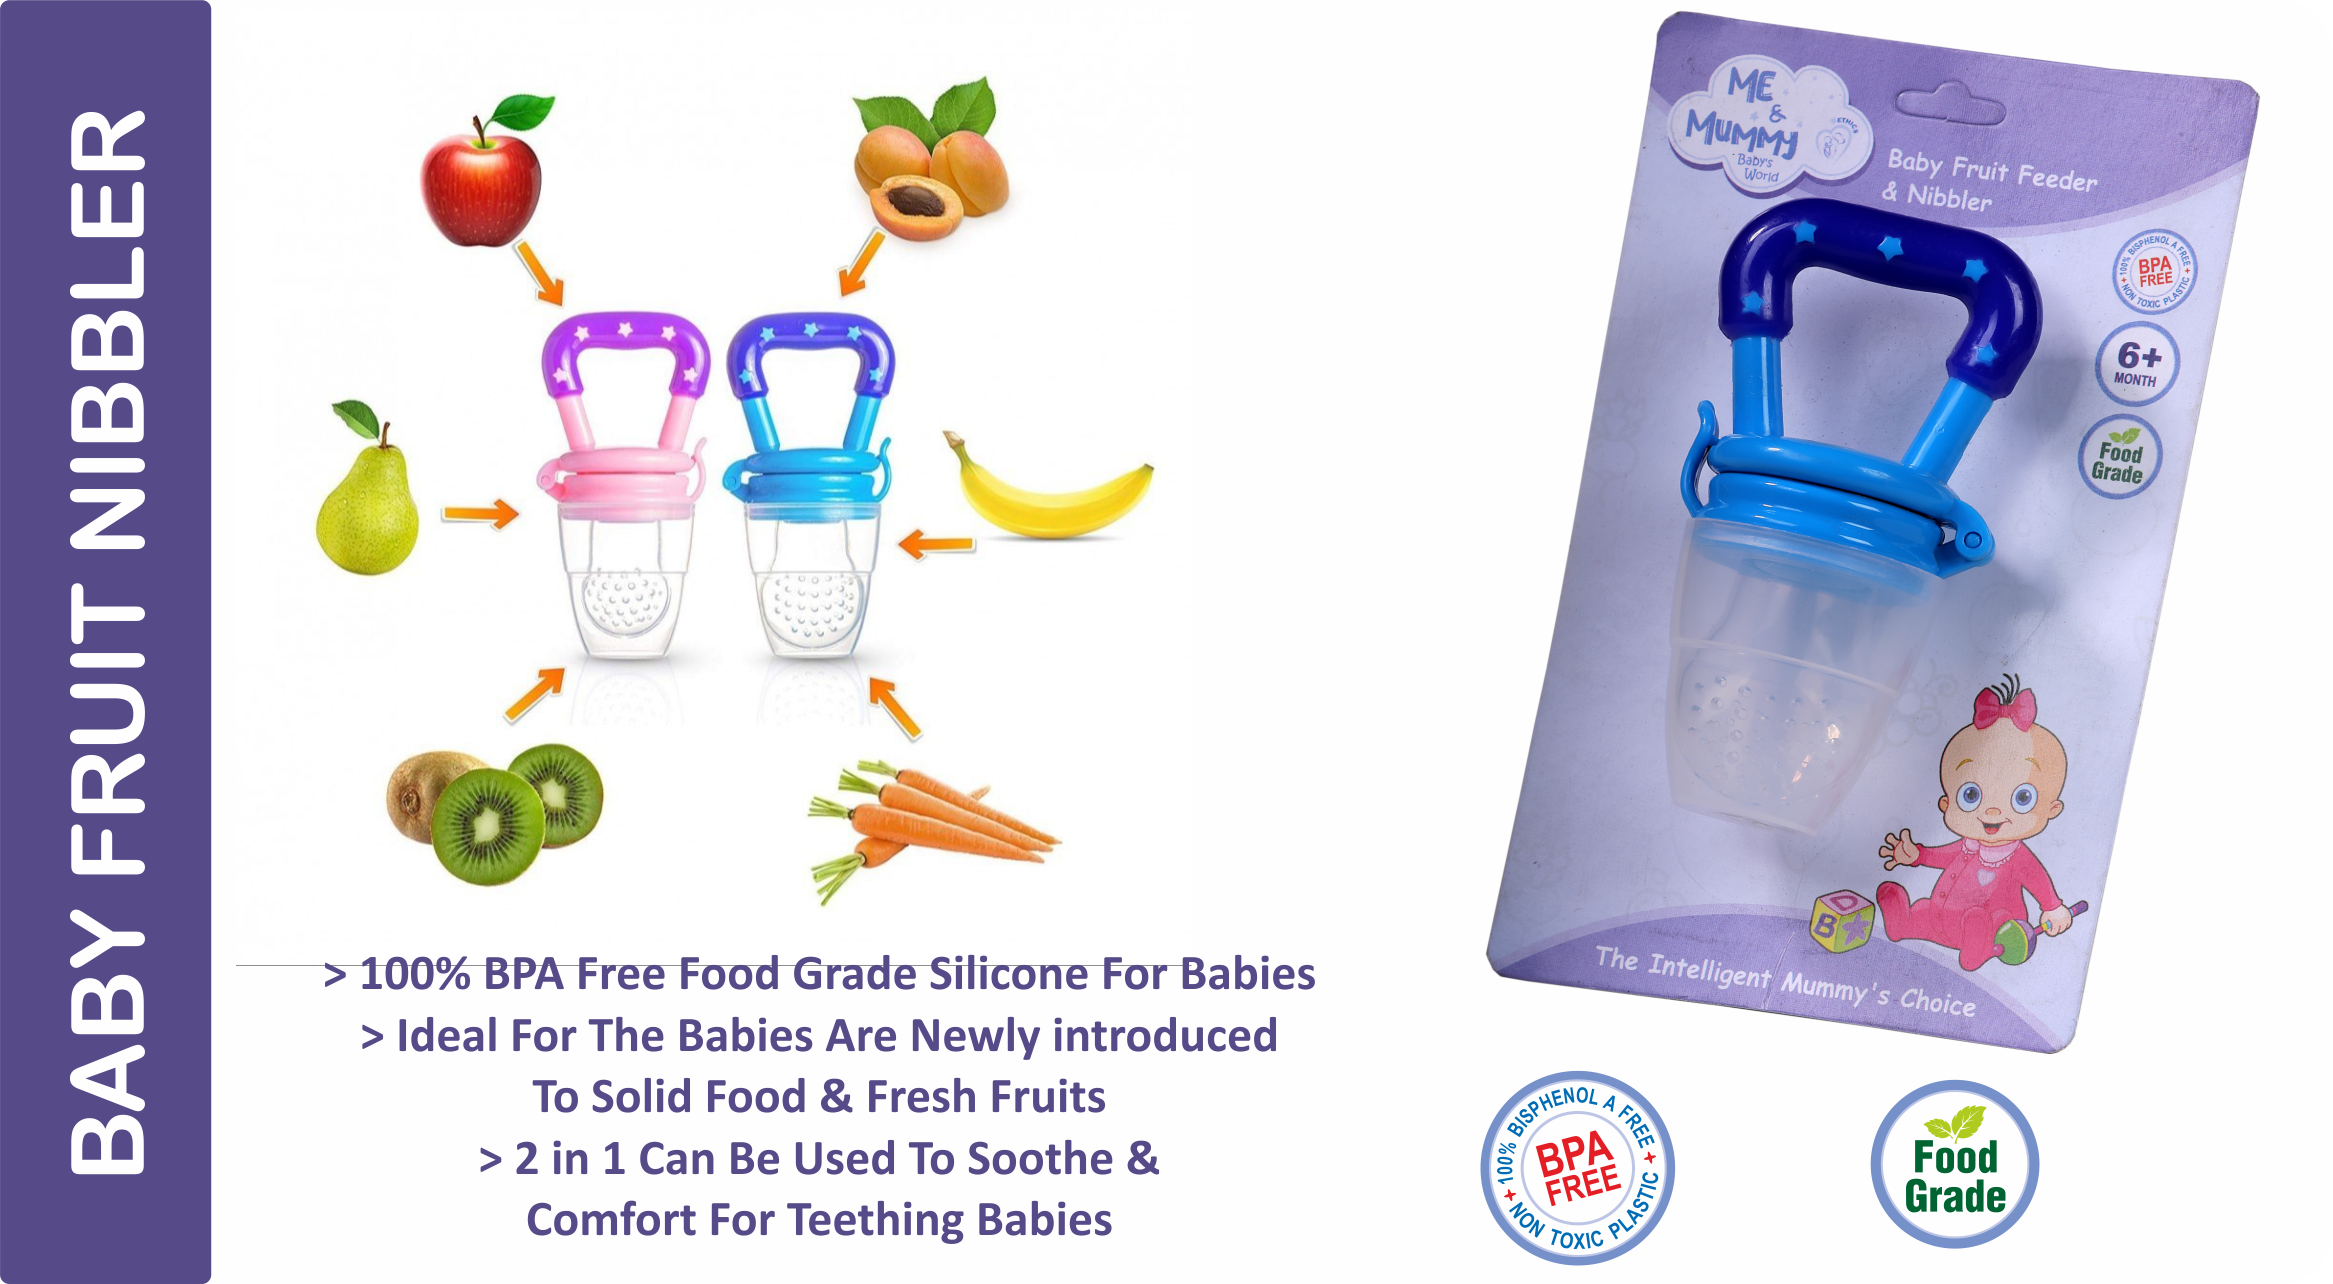 BABY FRUIT NIBBLER
ME
&
MUMMY
Baby's
World
ETHICS
Baby Fruit Feeder
& Nibbler
100% BISPHENOL A FREE
BPA
FREE
NON TOXIC PLASTIC
6+
MONTH
Food
Grade
D
B
The Intelligent Mummy's Choice
> 100% BPA Free Food Grade Silicone For Babies
> Ideal For The Babies Are Newly introduced
To Solid Food & Fresh Fruits
> 2 in 1 Can Be Used To Soothe &
Comfort For Teething Babies
100% BISPHENOL A FREE
BPA
FREE
NON TOXIC PLASTIC
Food
Grade